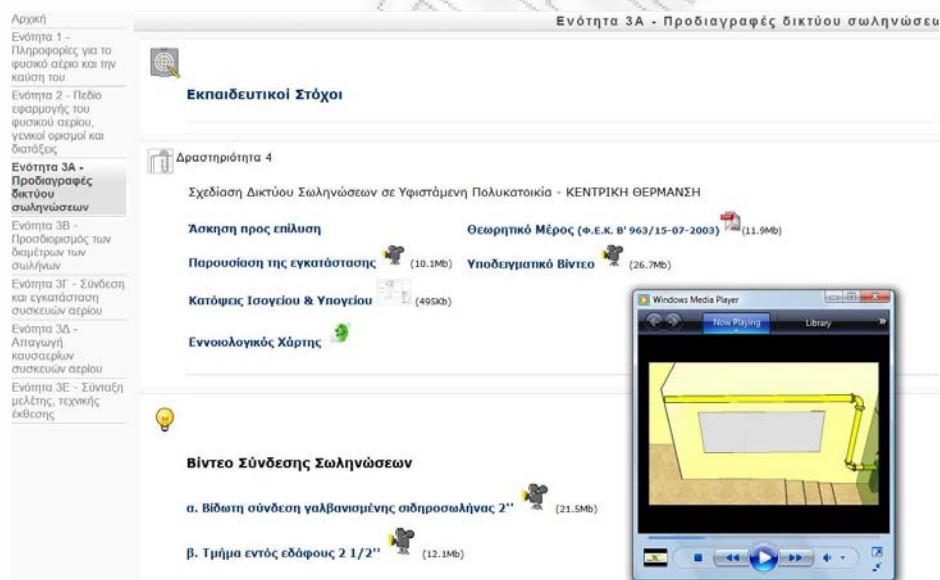 Αρχική
Ενότητα 1 -
Πληροφορίες για το
φυσικό αέριο και την
καύση του
Ενότητα 2 - Πεδίο
εφαρμογής του
φυσικού αερίου,
γενικοί ορισμοί και
διατάξεις
Ενότητα 3Α -
Προδιαγραφές
δικτύου
σωληνώσεων
Ενότητα 3Β -
Προσδιορισμός των
διαμέτρων των
σωλήνων
Ενότητα 3Γ - Σύνδεση
και εγκατάσταση
συσκευών αερίου
Ενότητα 3Δ -
Απαγωγή
καυσαερίων
συσκευών αερίου
Ενότητα 3Ε - Σύνταξη
μελέτης, τεχνικής
έκθεσης
Ενότητα 3Α - Προδιαγραφές δικτύου σωληνώσεω
Εκπαιδευτικοί Στόχοι
Δραστηριότητα 4
Σχεδίαση Δικτύου Σωληνώσεων σε Υφιστάμενη Πολυκατοικία - ΚΕΝΤΡΙΚΗ ΘΕΡΜΑΝΣΗ
Άσκηση προς επίλυση
Θεωρητικό Μέρος (Φ.Ε.Κ. Β' 963/15-07-2003) (11.9Mb)
Παρουσίαση της εγκατάστασης (10.1Mb)
Υποδειγματικό Βίντεο (26.7Mb)
Κατόψεις Ισογείου & Υπογείου (495Kb)
Εννοιολογικός Χάρτης
Windows Media Player
Now Playing
Library
Βίντεο Σύνδεσης Σωληνώσεων
α. Βίδωτη σύνδεση γαλβανισμένης σιδηροσωλήνας 2'' (21.5Mb)
β. Τμήμα εντός εδάφους 2 1/2'' (12.1Mb)